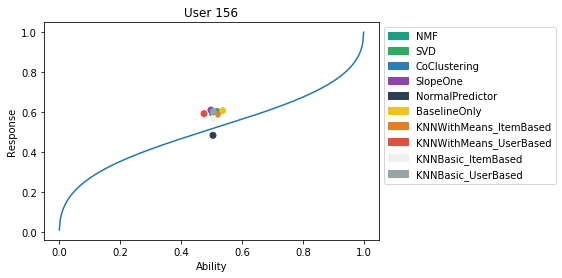 User 156
1.0
0.8
0.6
0.4
0.2
0.0
Response
0.0 0.2 0.4 0.6 0.8 1.0
Ability
NMF
SVD
CoClustering
SlopeOne
NormalPredictor
BaselineOnly
KNNWithMeans_ItemBased
KNNWithMeans_UserBased
KNNBasic_ItemBased
KNNBasic_UserBased